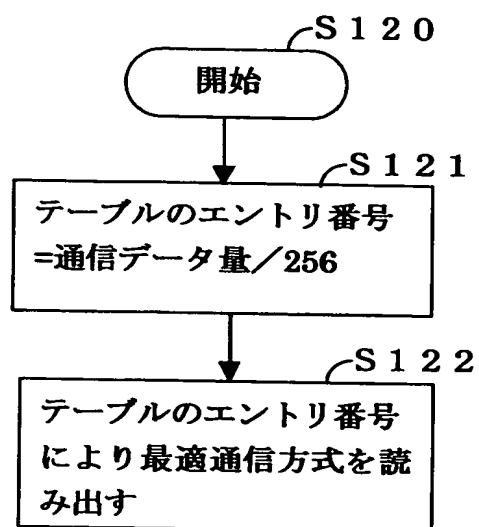 S120
開始
S121
テーブルのエントリ番号
=通信データ量／256
S122
テーブルのエントリ番号
により最適通信方式を読
み出す